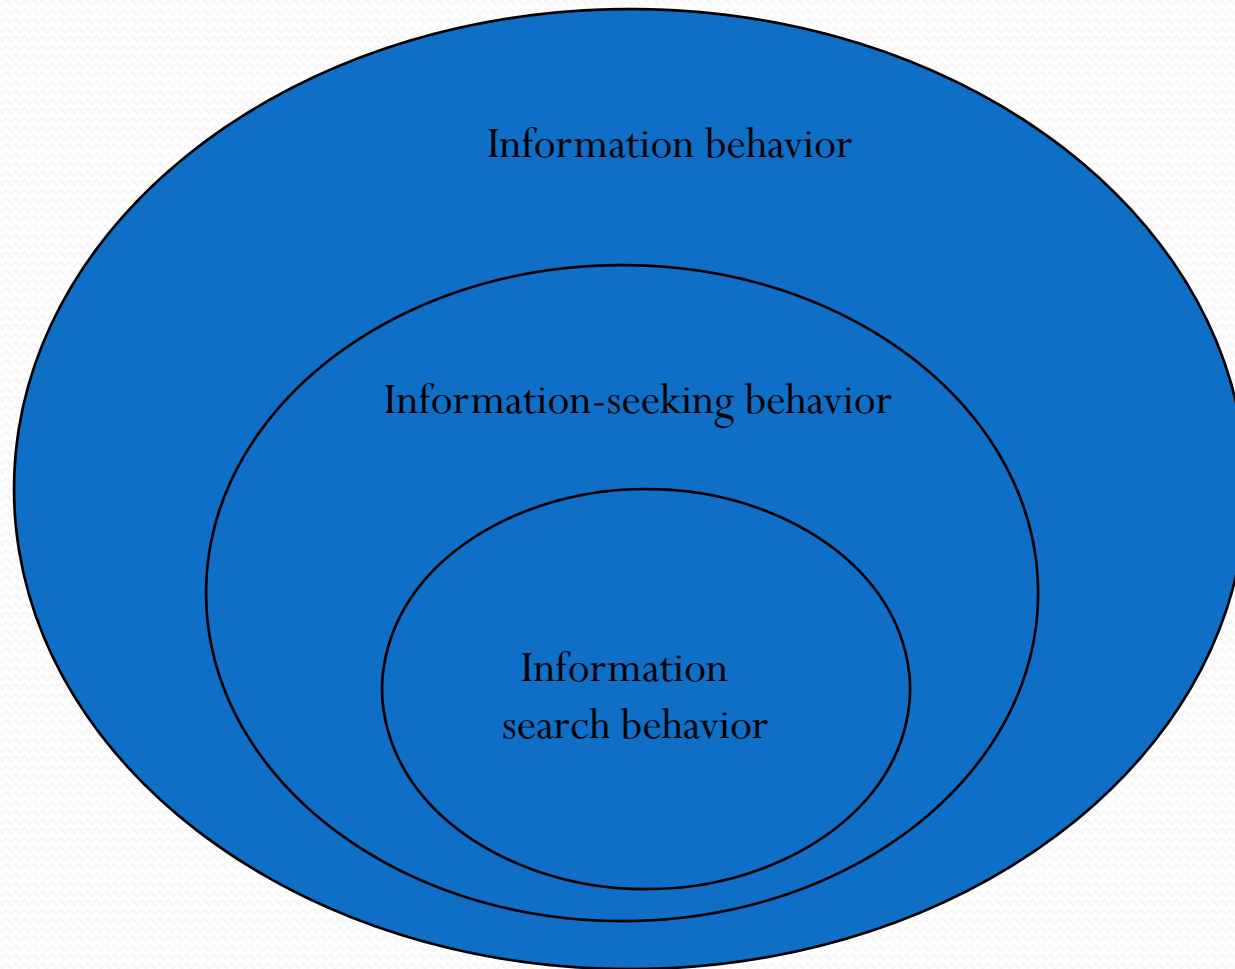 Information behavior
Information-seeking behavior
Information
search behavior